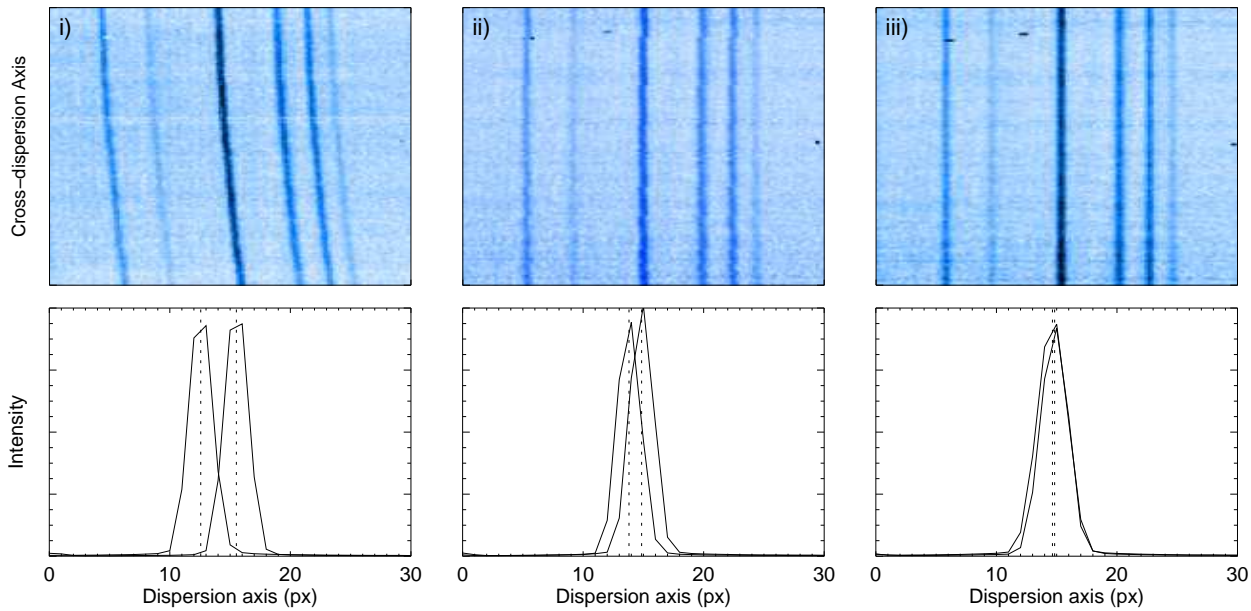 i)
ii)
iii)
Cross−dispersion Axis
Intensity
0 10 20 30
0 10 20 30
0 10 20 30
Dispersion axis (px)
Dispersion axis (px)
Dispersion axis (px)